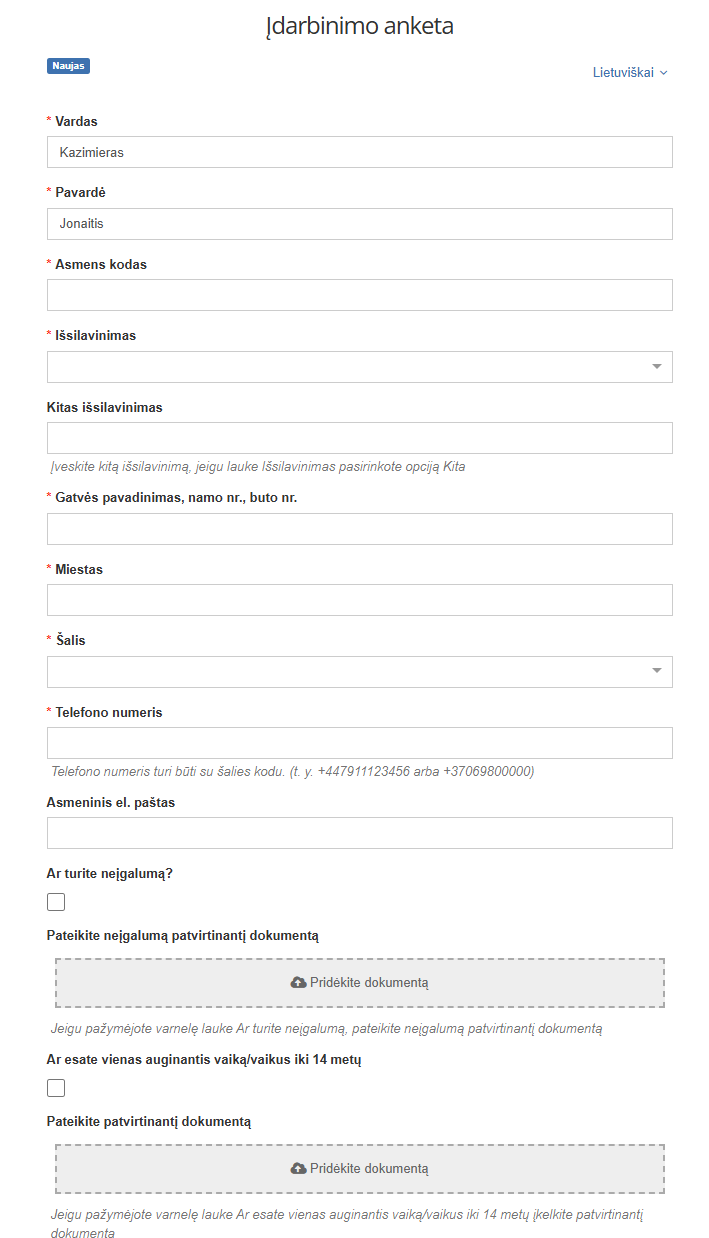 Įdarbinimo anketa
Naujas
Lietuviškai
* Vardas
Kazimieras
* Pavardė
Jonaitis
* Asmens kodas
* Išsilavinimas
Kitas išsilavinimas
Įveskite kitą išsilavinimą, jeigu lauke Išsilavinimas pasirinkote opciją Kita
* Gatvės pavadinimas, namo nr., buto nr.
* Miestas
* Šalis
* Telefono numeris
Telefono numeris turi būti su šalies kodu. (t. y. +447911123456 arba +37069800000)
Asmeninis el. paštas
Ar turite neįgalumą?
Pateikite neįgalumą patvirtinantį dokumentą
Pridėkite dokumentą
Jeigu pažymėjote varnelę lauke Ar turite neįgalumą, pateikite neįgalumą patvirtinantį dokumentą
Ar esate vienas auginantis vaiką/vaikus iki 14 metų
Pateikite patvirtinantį dokumentą
Pridėkite dokumentą
Jeigu pažymėjote varnelę lauke Ar esate vienas auginantis vaiką/vaikus iki 14 metų įkelkite patvirtinantį
dokumenta